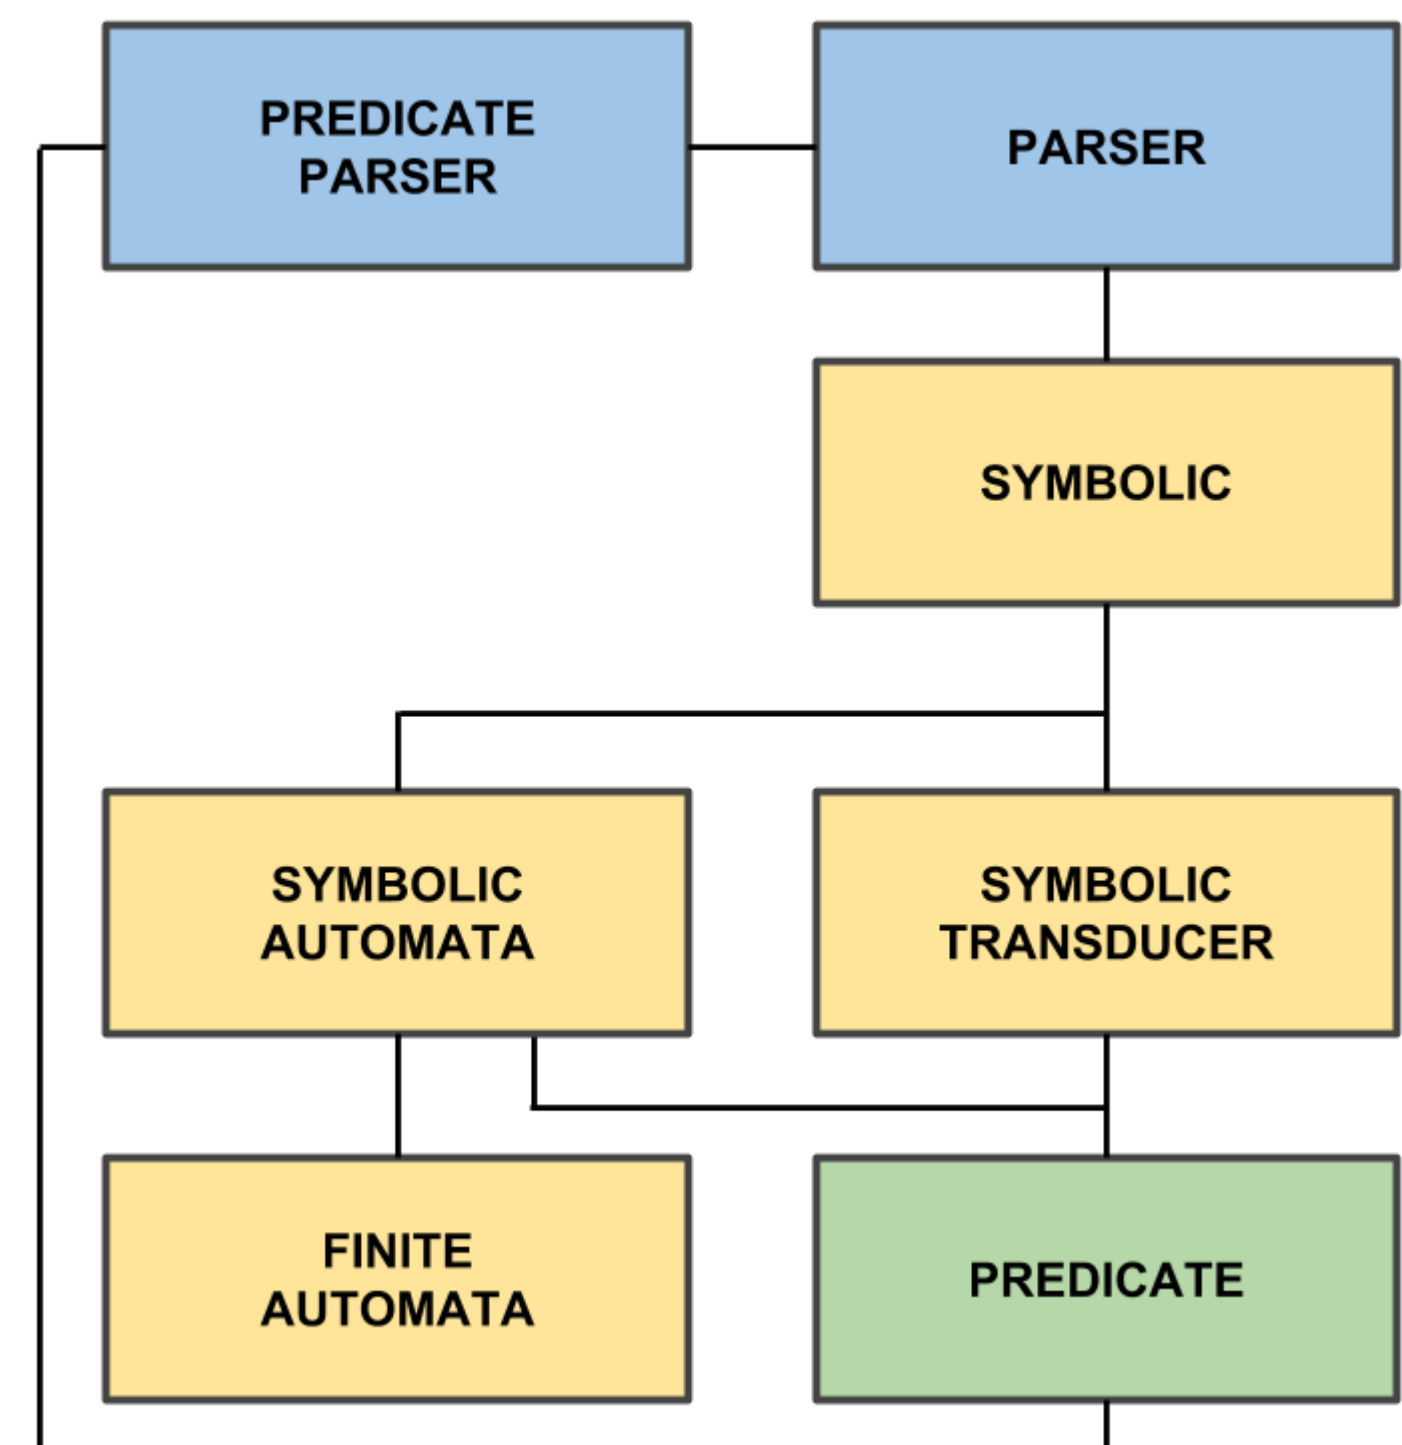 PREDICATE
PARSER
PARSER
SYMBOLIC
SYMBOLIC
AUTOMATA
SYMBOLIC
TRANSDUCER
FINITE
AUTOMATA
PREDICATE